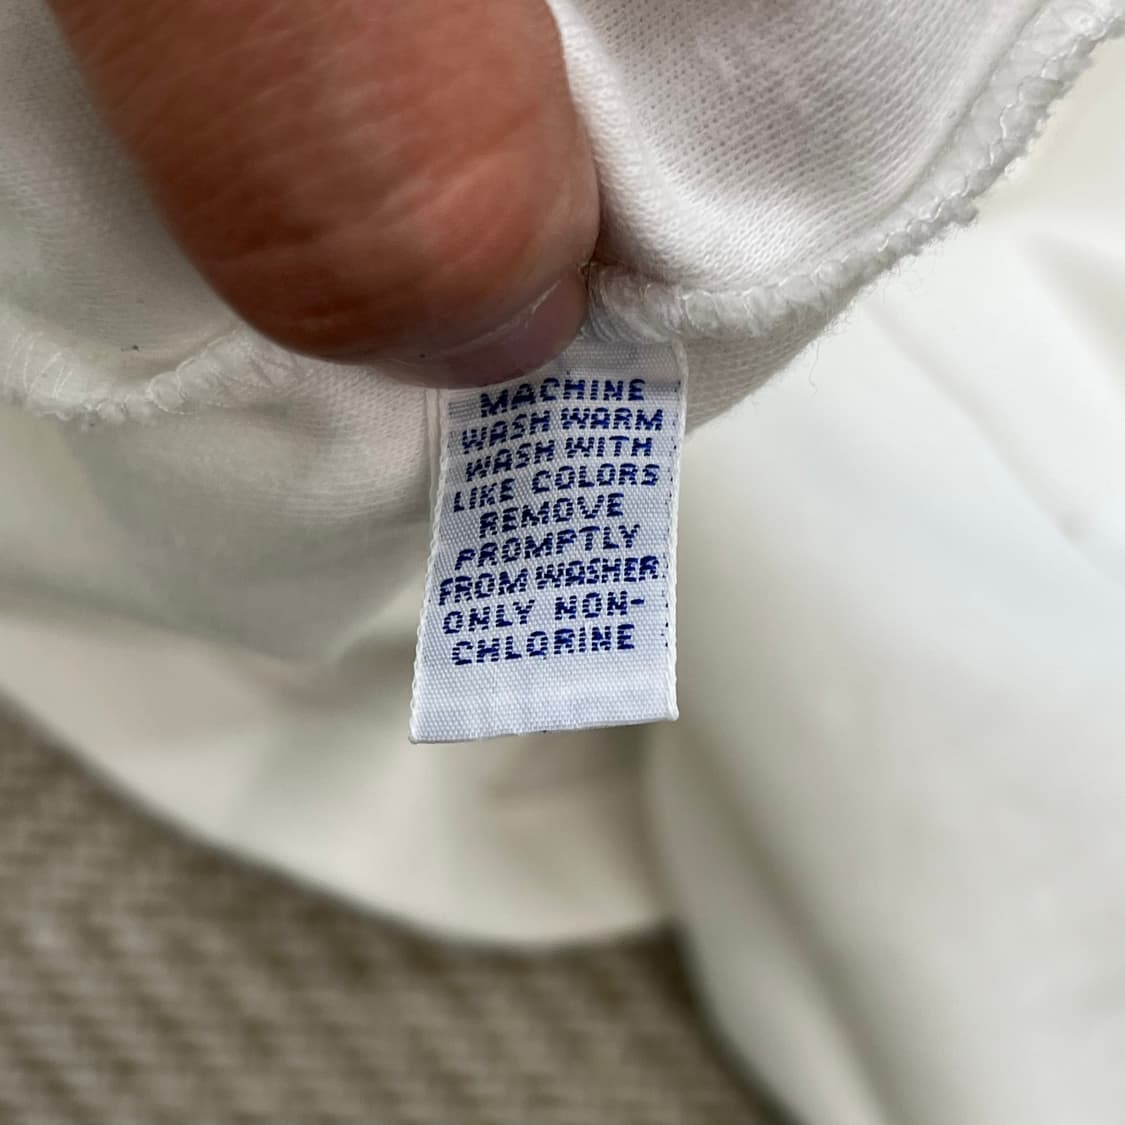 MACHINE
WASH WARM
WASH WITH
LIKE COLORS
REMOVE
PROMPTLY
FROM WASHER
ONLY NON-
CHLORINE